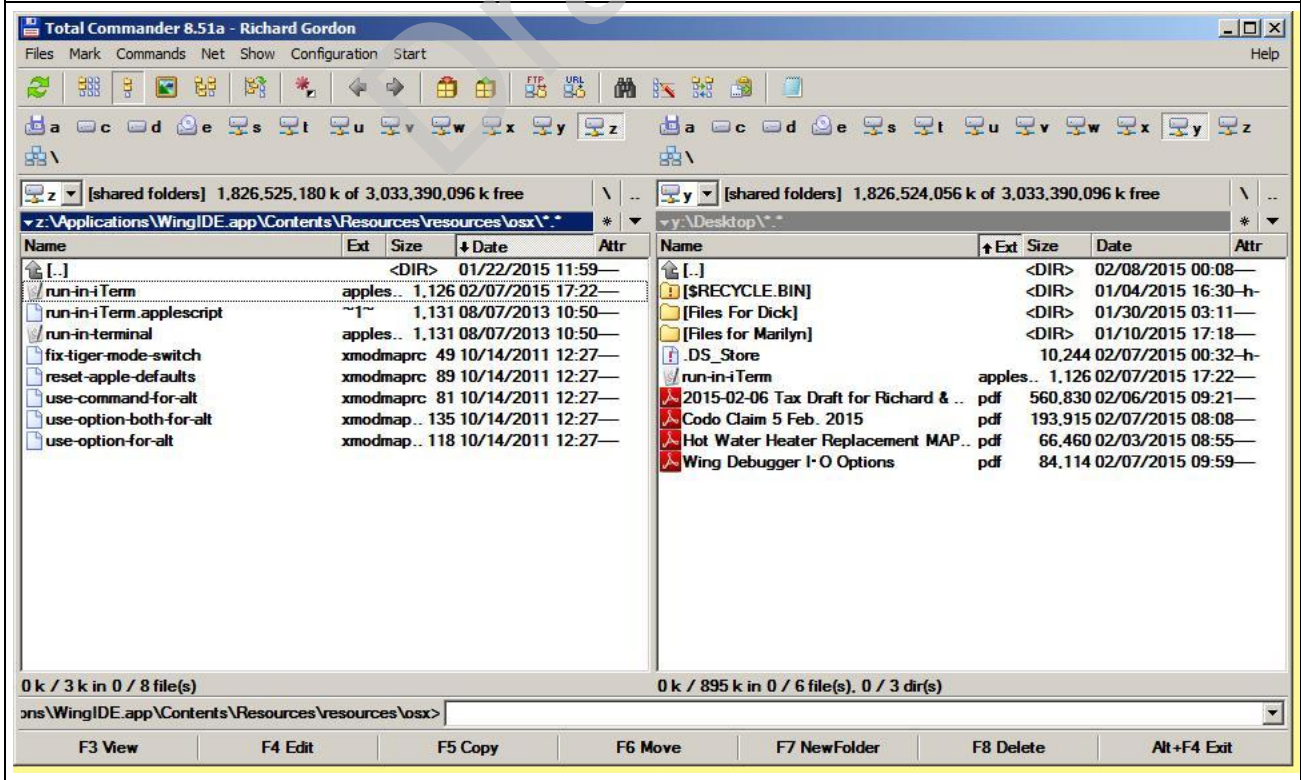 Total Commander 8.51a - Richard Gordon
Files Mark Commands Net Show Configuration Start Help
FTP URL
a c d e s t u v w x y z
\
a c d e s t u v w x y z
\
z [shared folders] 1,826,525,180 k of 3,033,390,096 k free \ ..
z:\Applications\WingIDE.app\Contents\Resources\resources\osx\*.* *
Name Ext Size Date Attr
[..] <DIR> 01/22/2015 11:59----
run-in-iTerm apples.. 1,126 02/07/2015 17:22----
run-in-iTerm.applescript ~1~ 1,131 08/07/2013 10:50----
run-in-terminal apples.. 1,131 08/07/2013 10:50----
fix-tiger-mode-switch xmodmaprc 49 10/14/2011 12:27----
reset-apple-defaults xmodmaprc 89 10/14/2011 12:27----
use-command-for-alt xmodmaprc 81 10/14/2011 12:27----
use-option-both-for-alt xmodmap.. 135 10/14/2011 12:27----
use-option-for-alt xmodmap.. 118 10/14/2011 12:27----
0 k / 3 k in 0 / 8 file(s)
y [shared folders] 1,826,524,056 k of 3,033,390,096 k free \ ..
y:\Desktop\*.* *
Name Ext Size Date Attr
[..] <DIR> 02/08/2015 00:08----
[$RECYCLE.BIN] <DIR> 01/04/2015 16:30--h-
[Files For Dick] <DIR> 01/30/2015 03:11----
[Files for Marilyn] <DIR> 01/10/2015 17:18----
.DS_Store 10,244 02/07/2015 00:32--h-
run-in-iTerm apples.. 1,126 02/07/2015 17:22----
2015-02-06 Tax Draft for Richard & .. pdf 560,830 02/06/2015 09:21----
Codo Claim 5 Feb. 2015 pdf 193,915 02/07/2015 08:08----
Hot Water Heater Replacement MAP.. pdf 66,460 02/03/2015 08:55----
Wing Debugger I·O Options pdf 84,114 02/07/2015 09:59----
0 k / 895 k in 0 / 6 file(s), 0 / 3 dir(s)
ons\WingIDE.app\Contents\Resources\resources\osx>
F3 View F4 Edit F5 Copy F6 Move F7 NewFolder F8 Delete Alt+F4 Exit